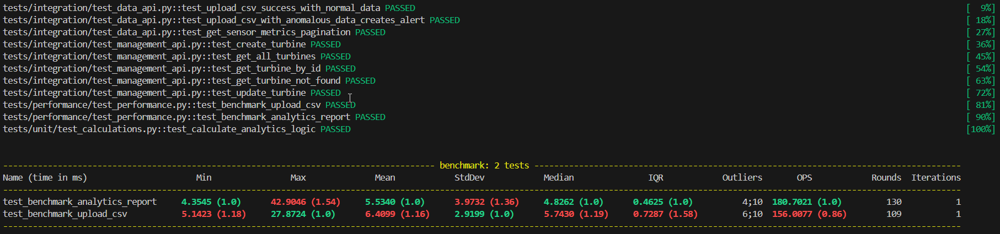 tests/integration/test_data_api.py::test_upload_csv_success_with_normal_data PASSED [  9%]
tests/integration/test_data_api.py::test_upload_csv_with_anomalous_data_creates_alert PASSED [ 18%]
tests/integration/test_data_api.py::test_get_sensor_metrics_pagination PASSED [ 27%]
tests/integration/test_management_api.py::test_create_turbine PASSED [ 36%]
tests/integration/test_management_api.py::test_get_all_turbines PASSED [ 45%]
tests/integration/test_management_api.py::test_get_turbine_by_id PASSED [ 54%]
tests/integration/test_management_api.py::test_get_turbine_not_found PASSED [ 63%]
tests/integration/test_management_api.py::test_update_turbine PASSED [ 72%]
tests/performance/test_performance.py::test_benchmark_upload_csv PASSED [ 81%]
tests/performance/test_performance.py::test_benchmark_analytics_report PASSED [ 90%]
tests/unit/test_calculations.py::test_calculate_analytics_logic PASSED [100%]
benchmark: 2 tests
Name (time in ms) Min Max Mean StdDev Median IQR Outliers OPS Rounds Iterations
test_benchmark_analytics_report 4.3545 (1.0) 42.9046 (1.54) 5.5340 (1.0) 3.9732 (1.36) 4.8262 (1.0) 0.4625 (1.0) 4;10 180.7021 (1.0) 130 1
test_benchmark_upload_csv 5.1423 (1.18) 27.8724 (1.0) 6.4099 (1.16) 2.9199 (1.0) 5.7430 (1.19) 0.7287 (1.58) 6;10 156.0077 (0.86) 109 1